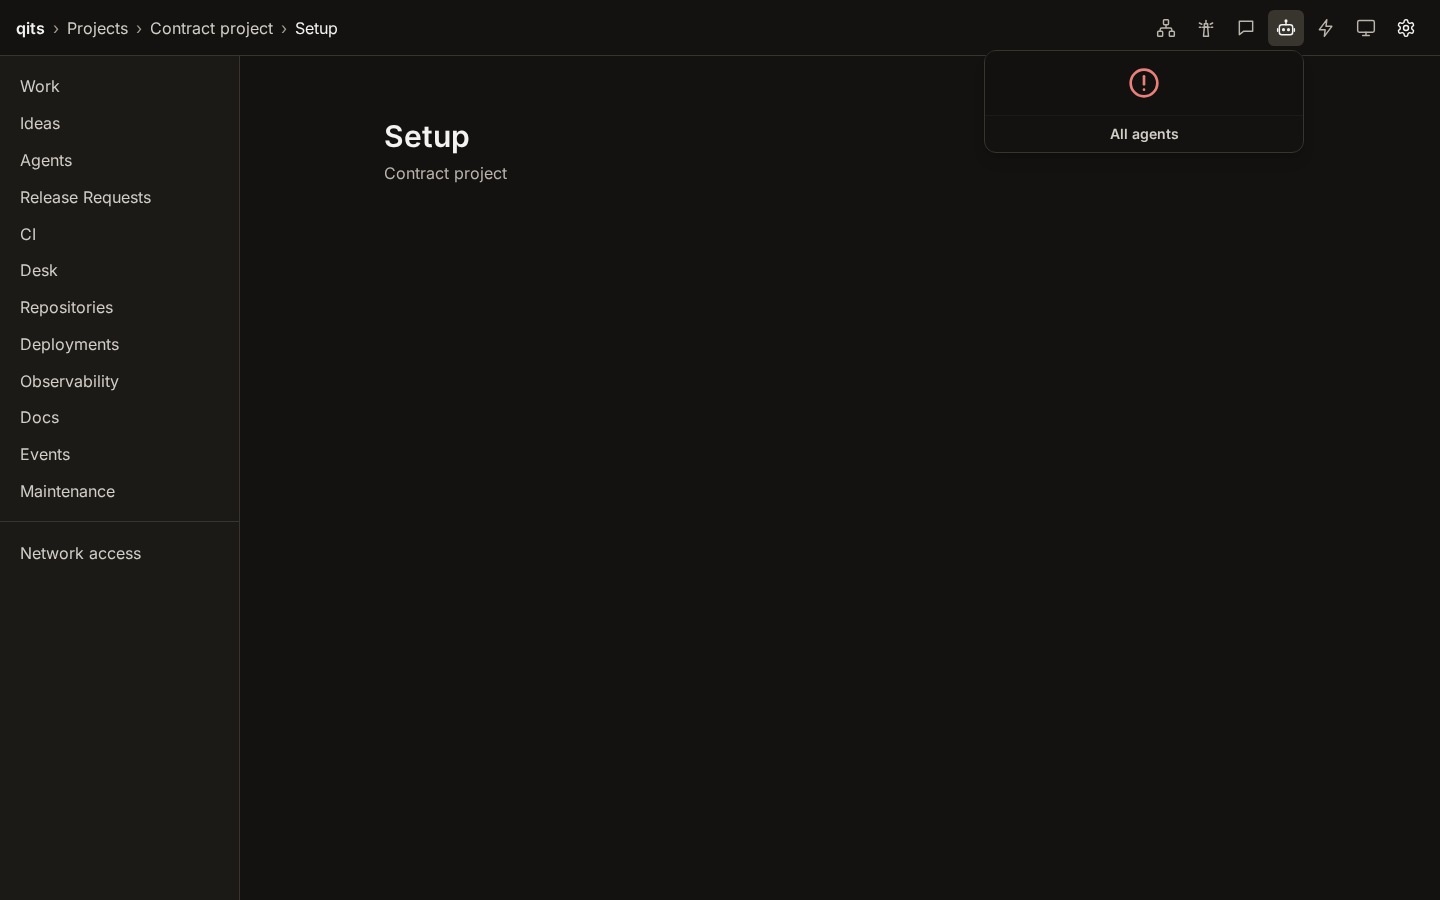 qits › Projects › Contract project › Setup
All agents
Work
Ideas
Agents
Release Requests
CI
Desk
Repositories
Deployments
Observability
Docs
Events
Maintenance
Network access
Setup
Contract project